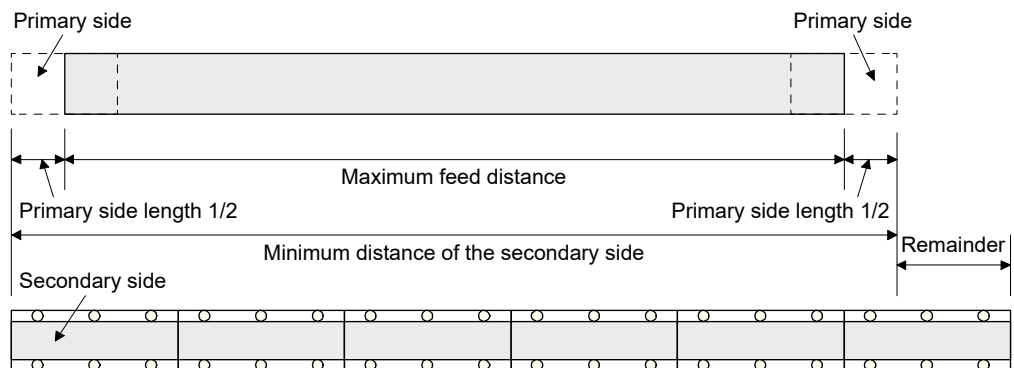 Primary side
Primary side
Maximum feed distance
Primary side length 1/2
Primary side length 1/2
Minimum distance of the secondary side
Remainder
Secondary side